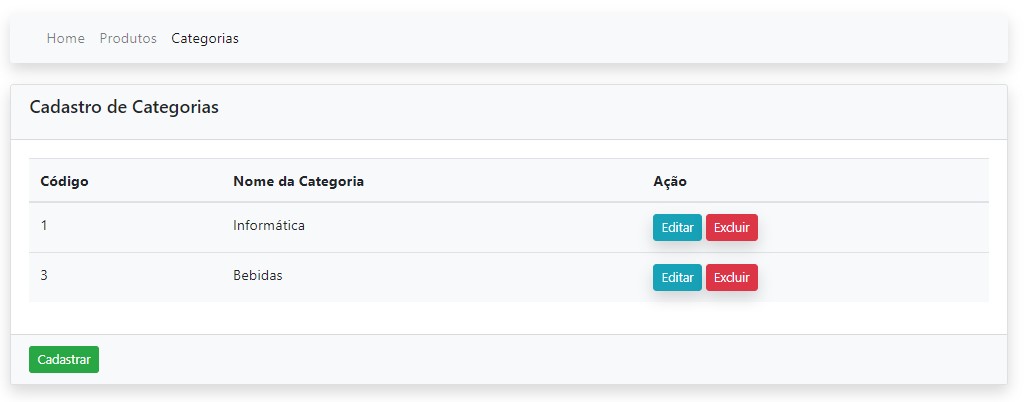 Home Produtos Categorias
Cadastro de Categorias
Código Nome da Categoria Ação
1 Informática Editar Excluir
3 Bebidas Editar Excluir
Cadastrar